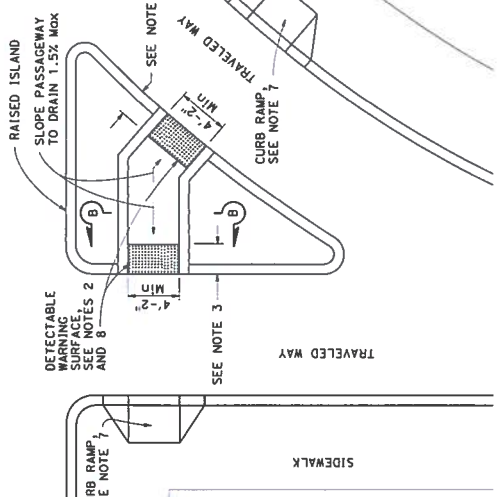 RAISED ISLAND
SLOPE PASSAGEWAY
TO DRAIN 1.5% Max
SEE NOTE
TRAVELED WAY
4'-2"
Min
CURB RAMP,
SEE NOTE 7
B
B
DETECTABLE
WARNING
SURFACE,
SEE NOTES 2
AND 8
4'-2"
Min
SEE NOTE 3
TRAVELED WAY
RB RAMP,
E NOTE 7
SIDEWALK